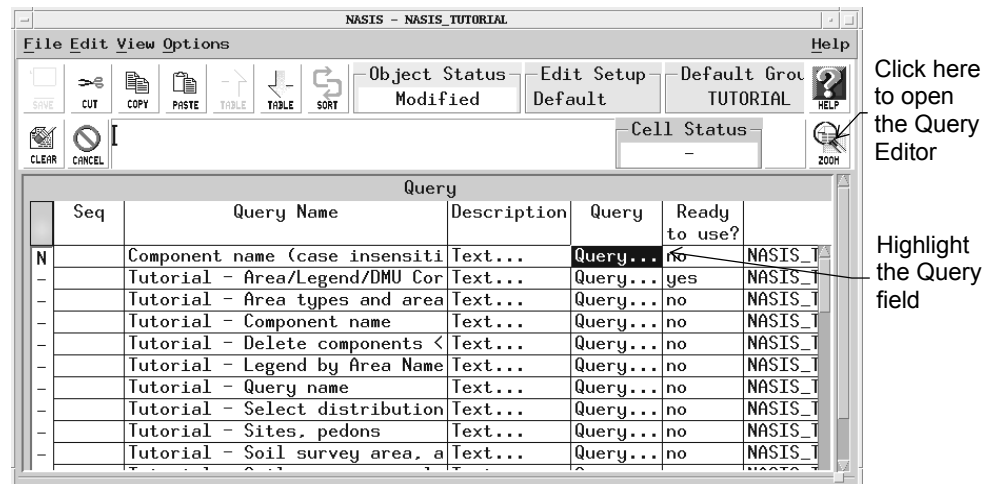 NASIS - NASIS_TUTORIAL
File Edit View Options Help
SAVE CUT COPY PASTE TABLE TABLE SORT
Object Status Edit Setup Default Grou
Modified Default TUTORIAL HELP
Click here
to open
the Query
Editor
CLEAR CANCEL Cell Status - ZOOM
Query
Seq Query Name Description Query Ready
to use?
N Component name (case insensiti Text... Query... no NASIS_T
- Tutorial - Area/Legend/DMU Cor Text... Query... yes NASIS_T
- Tutorial - Area types and area Text... Query... no NASIS_T
- Tutorial - Component name Text... Query... no NASIS_T
- Tutorial - Delete components < Text... Query... no NASIS_T
- Tutorial - Legend by Area Name Text... Query... no NASIS_T
- Tutorial - Query name Text... Query... no NASIS_T
- Tutorial - Select distribution Text... Query... no NASIS_T
- Tutorial - Sites, pedons Text... Query... no NASIS_T
- Tutorial - Soil survey area, a Text... Query... no NASIS_T
Highlight
the Query
field